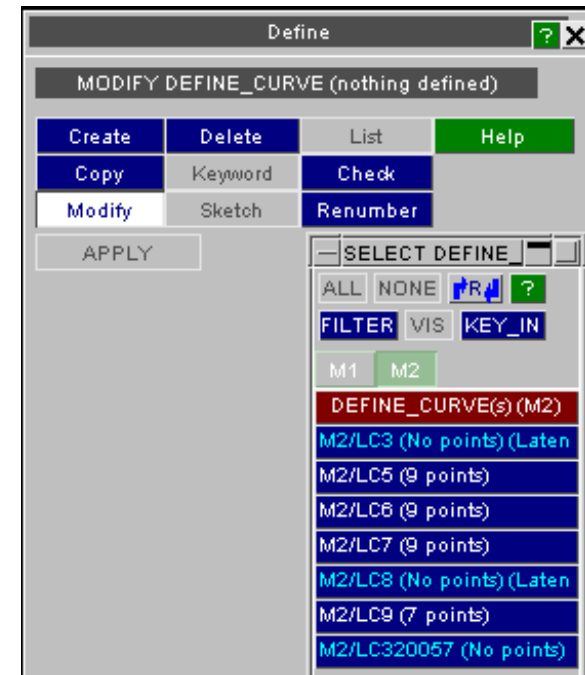 Define
? X
MODIFY DEFINE_CURVE (nothing defined)
Create Delete List Help
Copy Keyword Check
Modify Sketch Renumber
APPLY
SELECT DEFINE_
ALL NONE R ?
FILTER VIS KEY_IN
M1 M2
DEFINE_CURVE(s) (M2)
M2/LC3 (No points) (Laten
M2/LC5 (9 points)
M2/LC6 (9 points)
M2/LC7 (9 points)
M2/LC8 (No points) (Laten
M2/LC9 (7 points)
M2/LC320057 (No points)